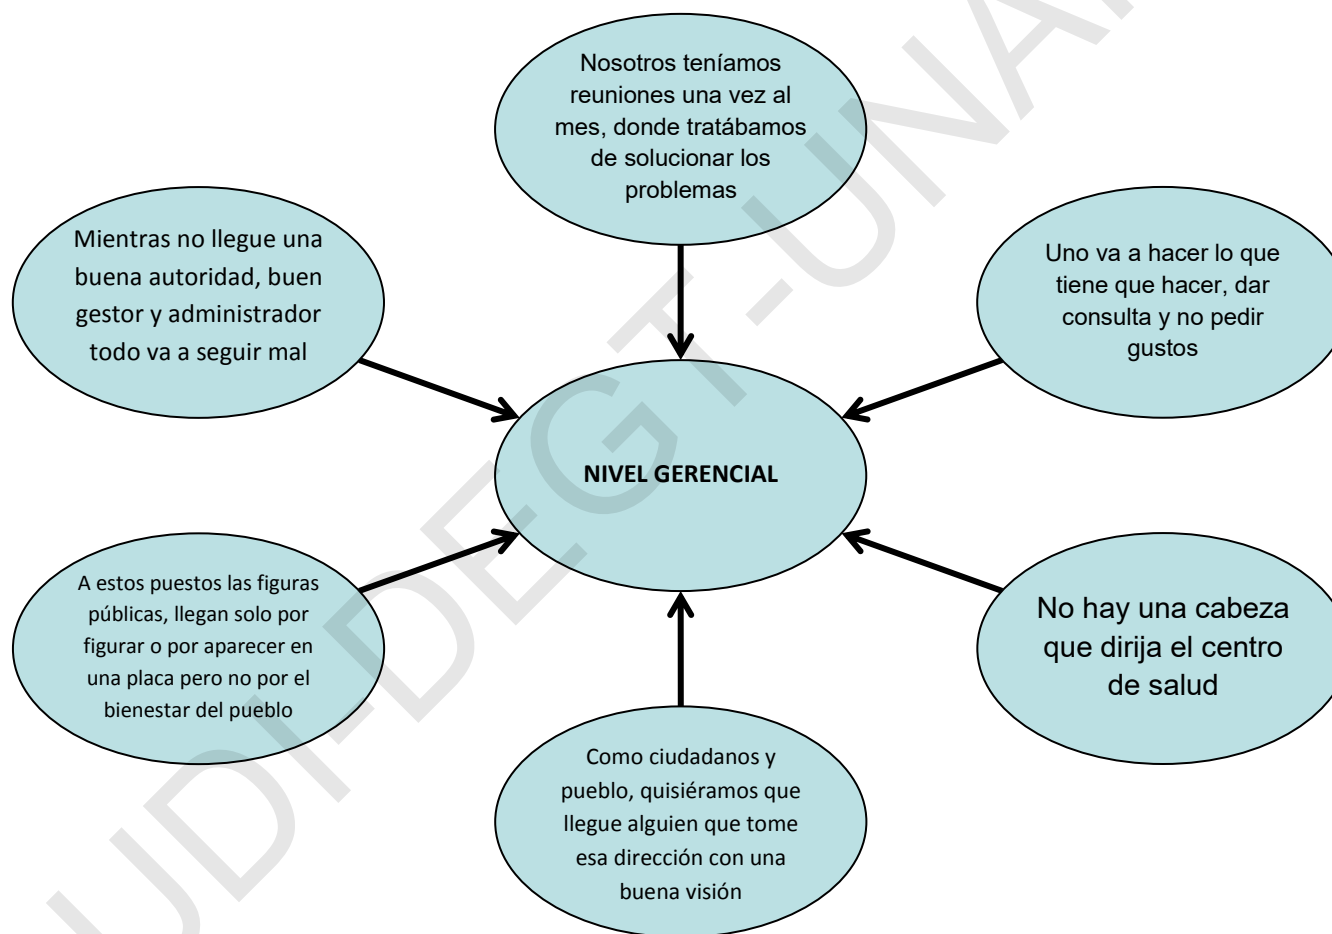 Nosotros teníamos
reuniones una vez al
mes, donde tratábamos
de solucionar los
problemas
Mientras no llegue una
buena autoridad, buen
gestor y administrador
todo va a seguir mal
Uno va a hacer lo que
tiene que hacer, dar
consulta y no pedir
gustos
NIVEL GERENCIAL
A estos puestos las figuras
públicas, llegan solo por
figurar o por aparecer en
una placa pero no por el
bienestar del pueblo
No hay una cabeza
que dirija el centro
de salud
Como ciudadanos y
pueblo, quisiéramos que
llegue alguien que tome
esa dirección con una
buena visión
UDI-DEGT-UNA